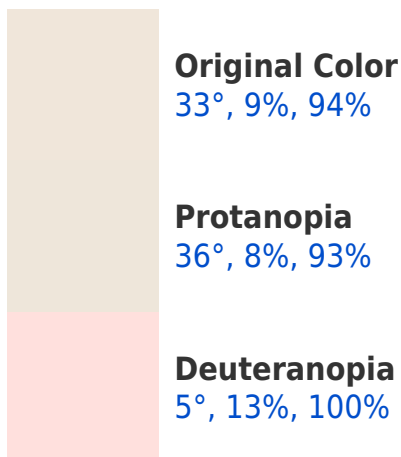 Original Color
33°, 9%, 94%
Protanopia
36°, 8%, 93%
Deuteranopia
5°, 13%, 100%